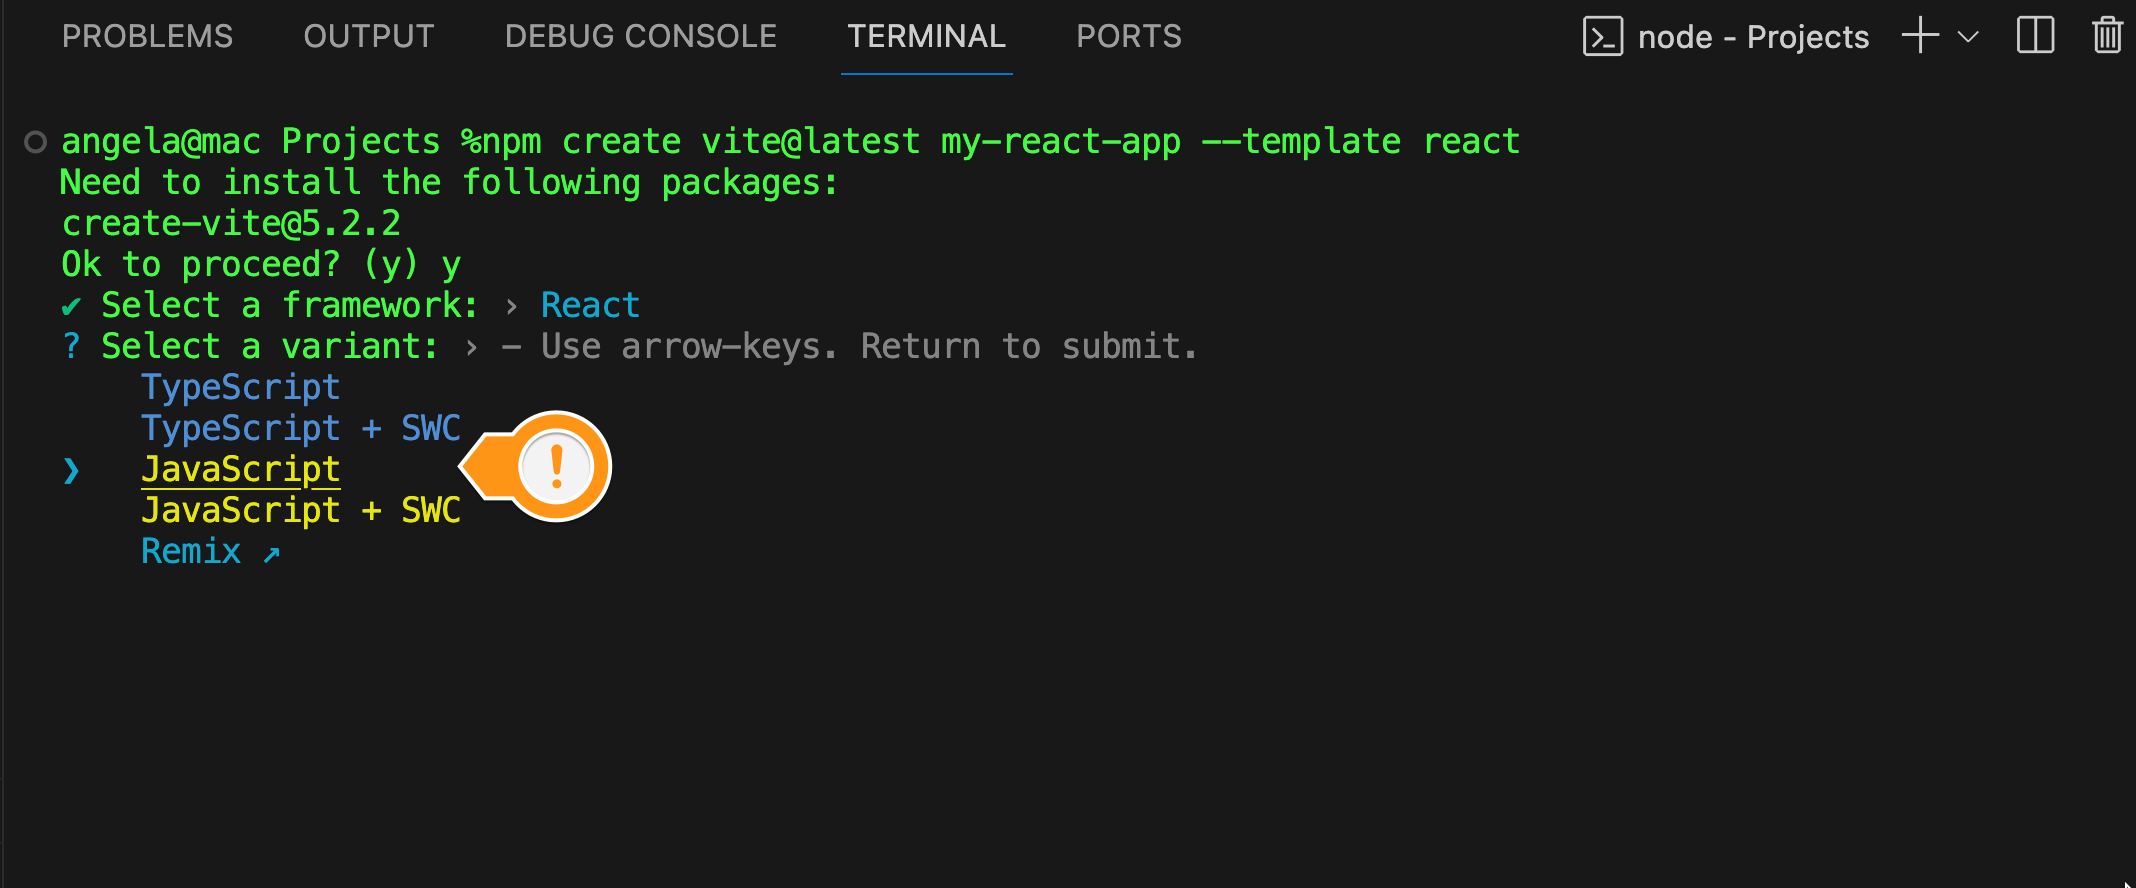 PROBLEMS OUTPUT DEBUG CONSOLE TERMINAL PORTS node - Projects
angela@mac Projects %npm create vite@latest my-react-app --template react
Need to install the following packages:
create-vite@5.2.2
Ok to proceed? (y) y
✔ Select a framework: › React
? Select a variant: › - Use arrow-keys. Return to submit.
TypeScript
TypeScript + SWC
❯ JavaScript
JavaScript + SWC
Remix ↗